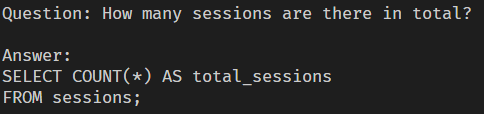 Question: How many sessions are there in total?

Answer:
SELECT COUNT(*) AS total_sessions
FROM sessions;